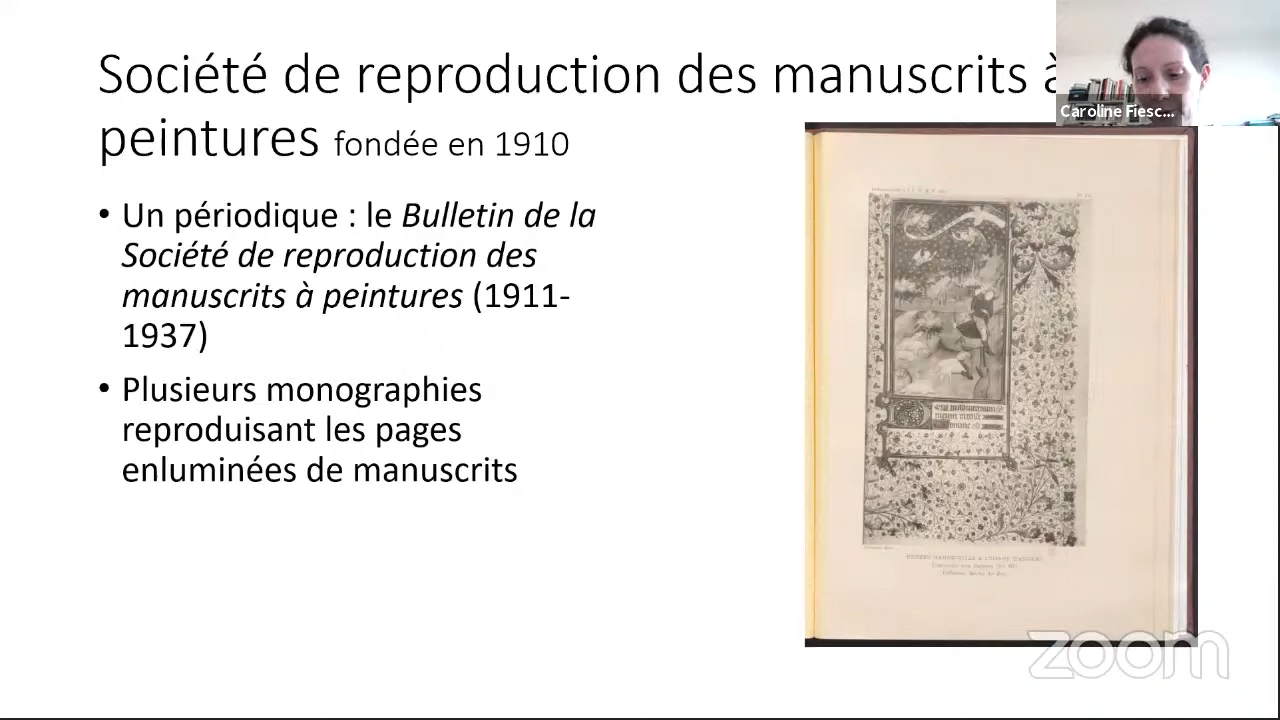 Société de reproduction des manuscrits à
peintures fondée en 1910
Caroline Fiesc...
• Un périodique : le Bulletin de la
Société de reproduction des
manuscrits à peintures (1911-
1937)
• Plusieurs monographies
reproduisant les pages
enluminées de manuscrits
zoom